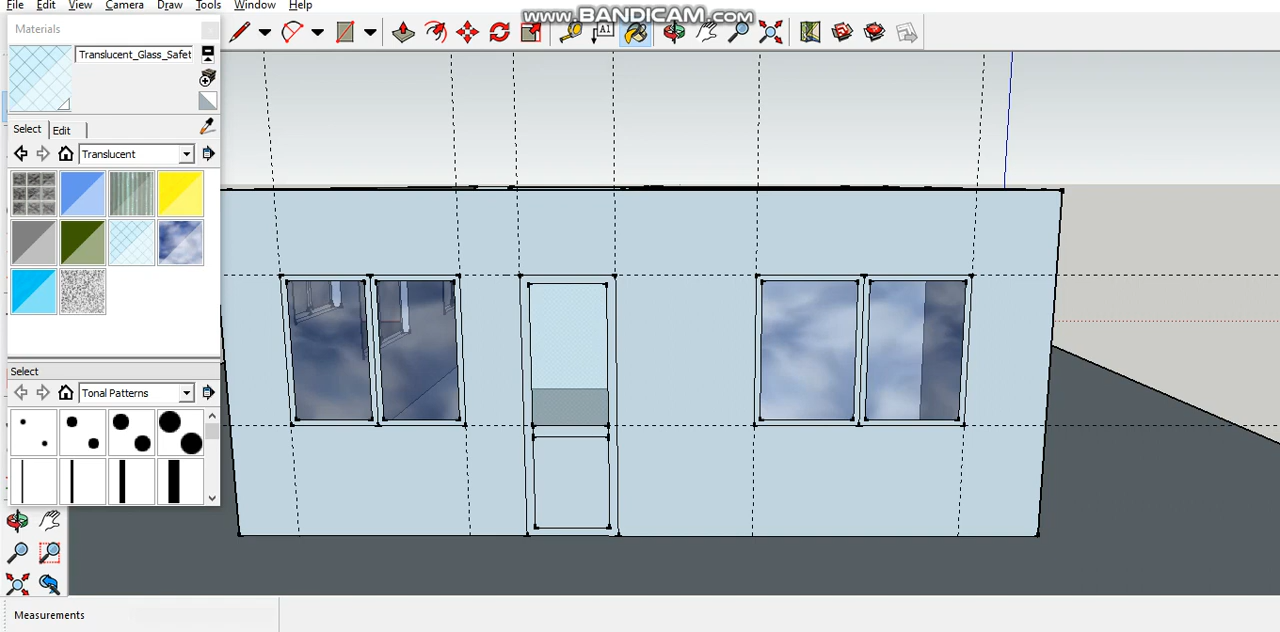 File Edit View Camera Draw Tools Window Help
www.BANDICAM.com
Materials
Translucent_Glass_Safet
A1
Select Edit
Translucent
Select
Tonal Patterns
Measurements